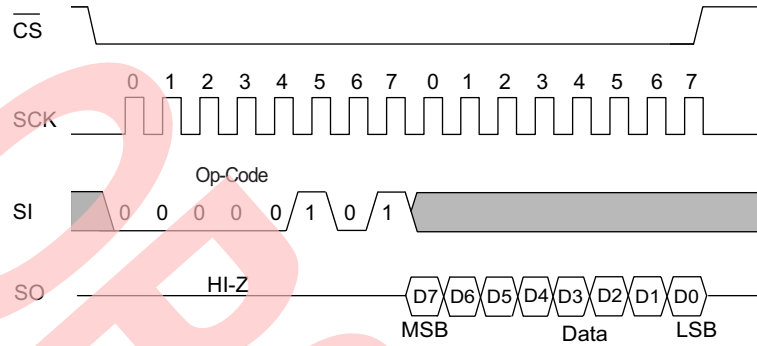 CS
0 1 2 3 4 5 6 7 0 1 2 3 4 5 6 7
SCK
Op-Code
SI 0 0 0 0 0 1 0 1
SO HI-Z D7 D6 D5 D4 D3 D2 D1 D0
MSB Data LSB